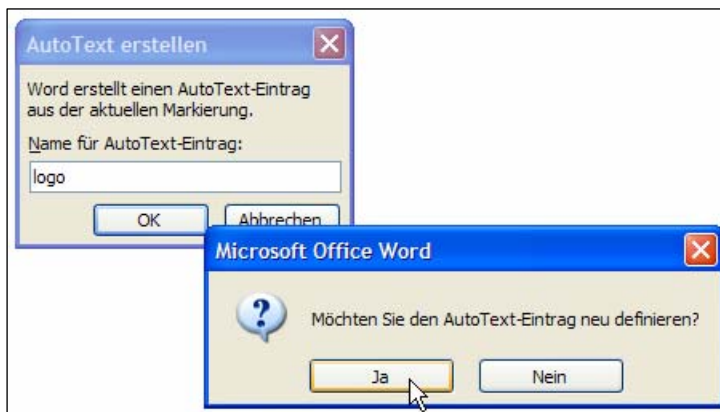 AutoText erstellen
Word erstellt einen AutoText-Eintrag
aus der aktuellen Markierung.
Name für AutoText-Eintrag:
logo
OK Abbrechen
Microsoft Office Word
Möchten Sie den AutoText-Eintrag neu definieren?
Ja Nein